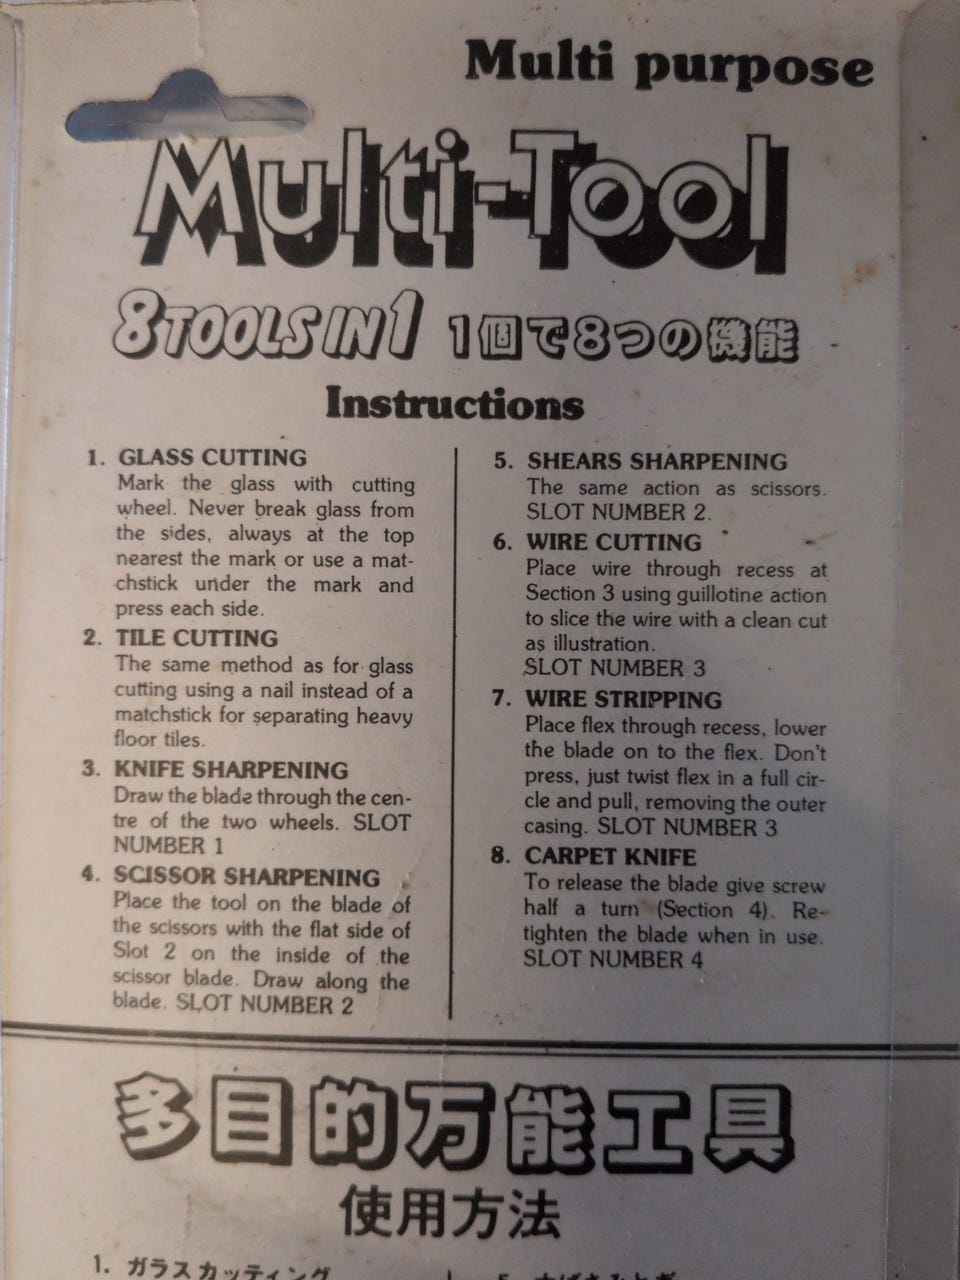 Multi purpose
Multi-Tool
8 TOOLS IN 1 1個で8つの機能
Instructions
1. GLASS CUTTING
Mark the glass with cutting
wheel. Never break glass from
the sides, always at the top
nearest the mark or use a mat-
chstick under the mark and
press each side.
2. TILE CUTTING
The same method as for glass
cutting using a nail instead of a
matchstick for separating heavy
floor tiles.
3. KNIFE SHARPENING
Draw the blade through the cen-
tre of the two wheels. SLOT
NUMBER 1
4. SCISSOR SHARPENING
Place the tool on the blade of
the scissors with the flat side of
Slot 2 on the inside of the
scissor blade. Draw along the
blade. SLOT NUMBER 2
5. SHEARS SHARPENING
The same action as scissors.
SLOT NUMBER 2.
6. WIRE CUTTING
Place wire through recess at
Section 3 using guillotine action
to slice the wire with a clean cut
as illustration.
SLOT NUMBER 3
7. WIRE STRIPPING
Place flex through recess, lower
the blade on to the flex. Don't
press, just twist flex in a full cir-
cle and pull, removing the outer
casing. SLOT NUMBER 3
8. CARPET KNIFE
To release the blade give screw
half a turn (Section 4). Re-
tighten the blade when in use.
SLOT NUMBER 4
多目的万能工具
使用方法
1. ガラスカッティング